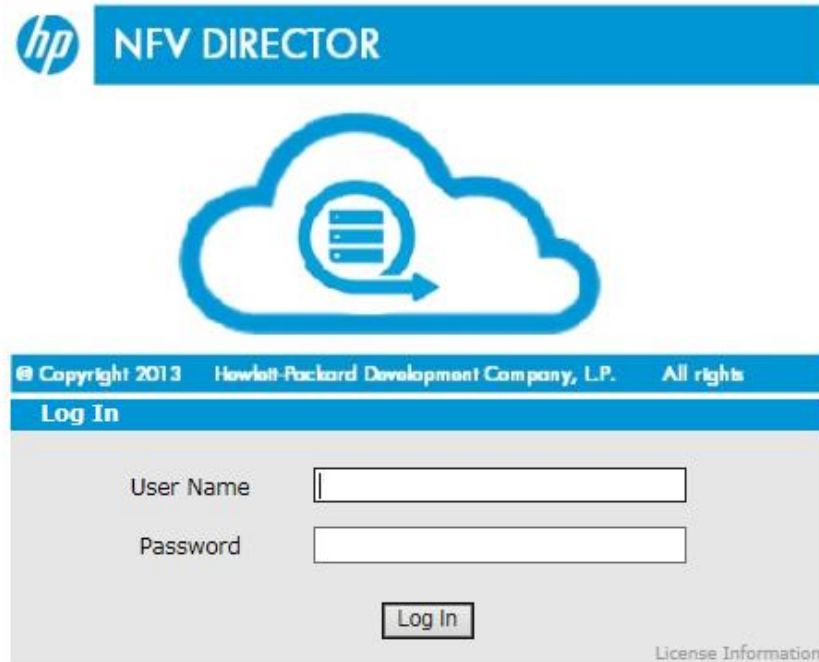 hp NFV DIRECTOR
@ Copyright 2013 Hewlett-Packard Development Company, L.P. All rights
Log In
User Name
Password
Log In
License Information